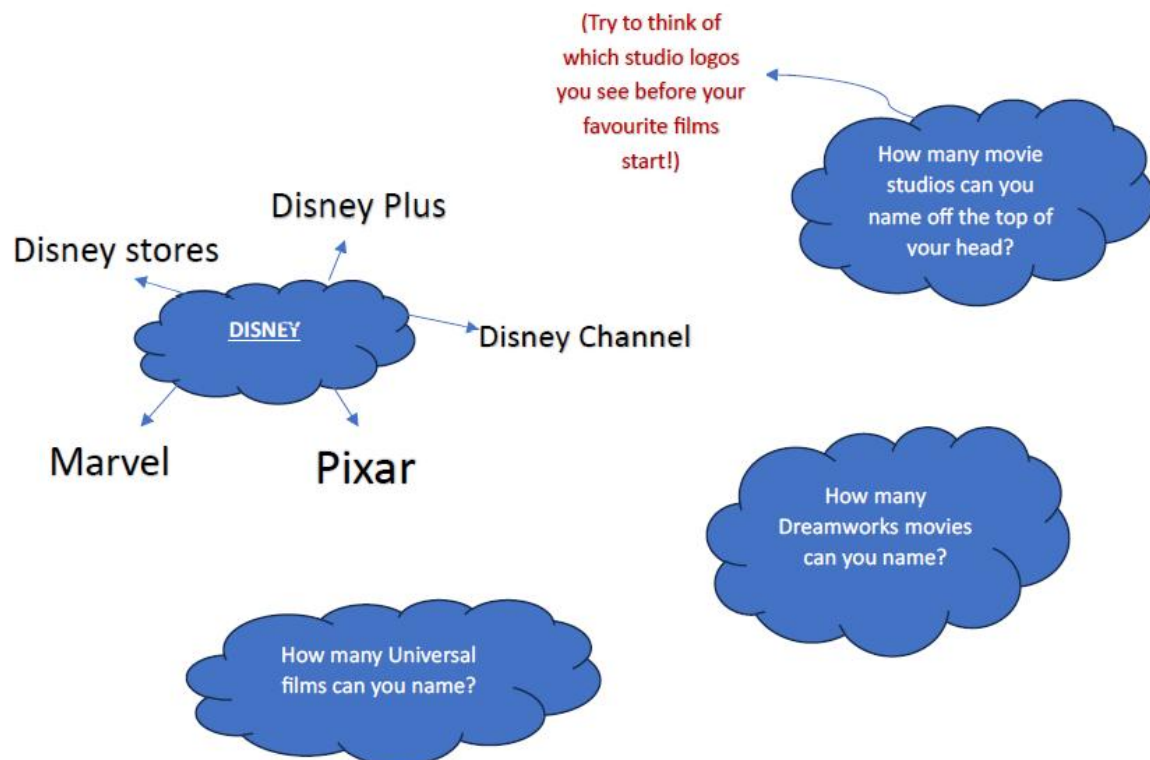 (Try to think of
which studio logos
you see before your
favourite films
start!)
How many movie
studios can you
name off the top of
your head?
Disney Plus
Disney stores
DISNEY
Disney Channel
Marvel
Pixar
How many
Dreamworks movies
can you name?
How many Universal
films can you name?